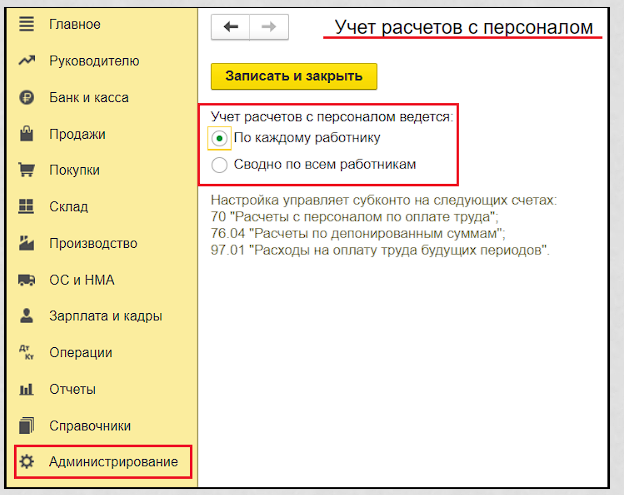 Главное
Руководителю
Банк и касса
Продажи
Покупки
Склад
Производство
ОС и НМА
Зарплата и кадры
Дт Кт Операции
Отчеты
Справочники
Администрирование
Учет расчетов с персоналом
Записать и закрыть
Учет расчетов с персоналом ведется:
По каждому работнику
Сводно по всем работникам
Настройка управляет субконто на следующих счетах:
70 "Расчеты с персоналом по оплате труда";
76.04 "Расчеты по депонированным суммам";
97.01 "Расходы на оплату труда будущих периодов".